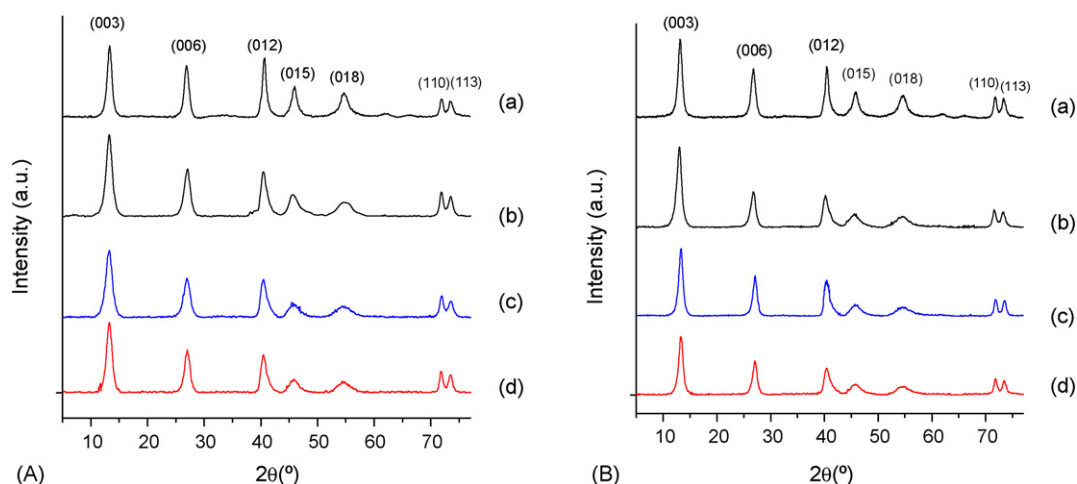 (003)
(006)
(012)
(015)
(018)
(110)
(113)
(a)
(b)
(c)
(d)
Intensity (a.u.)
10 20 30 40 50 60 70
2θ(º)
(A)
(003)
(006)
(012)
(015)
(018)
(110)
(113)
(a)
(b)
(c)
(d)
Intensity (a.u.)
10 20 30 40 50 60 70
2θ(º)
(B)